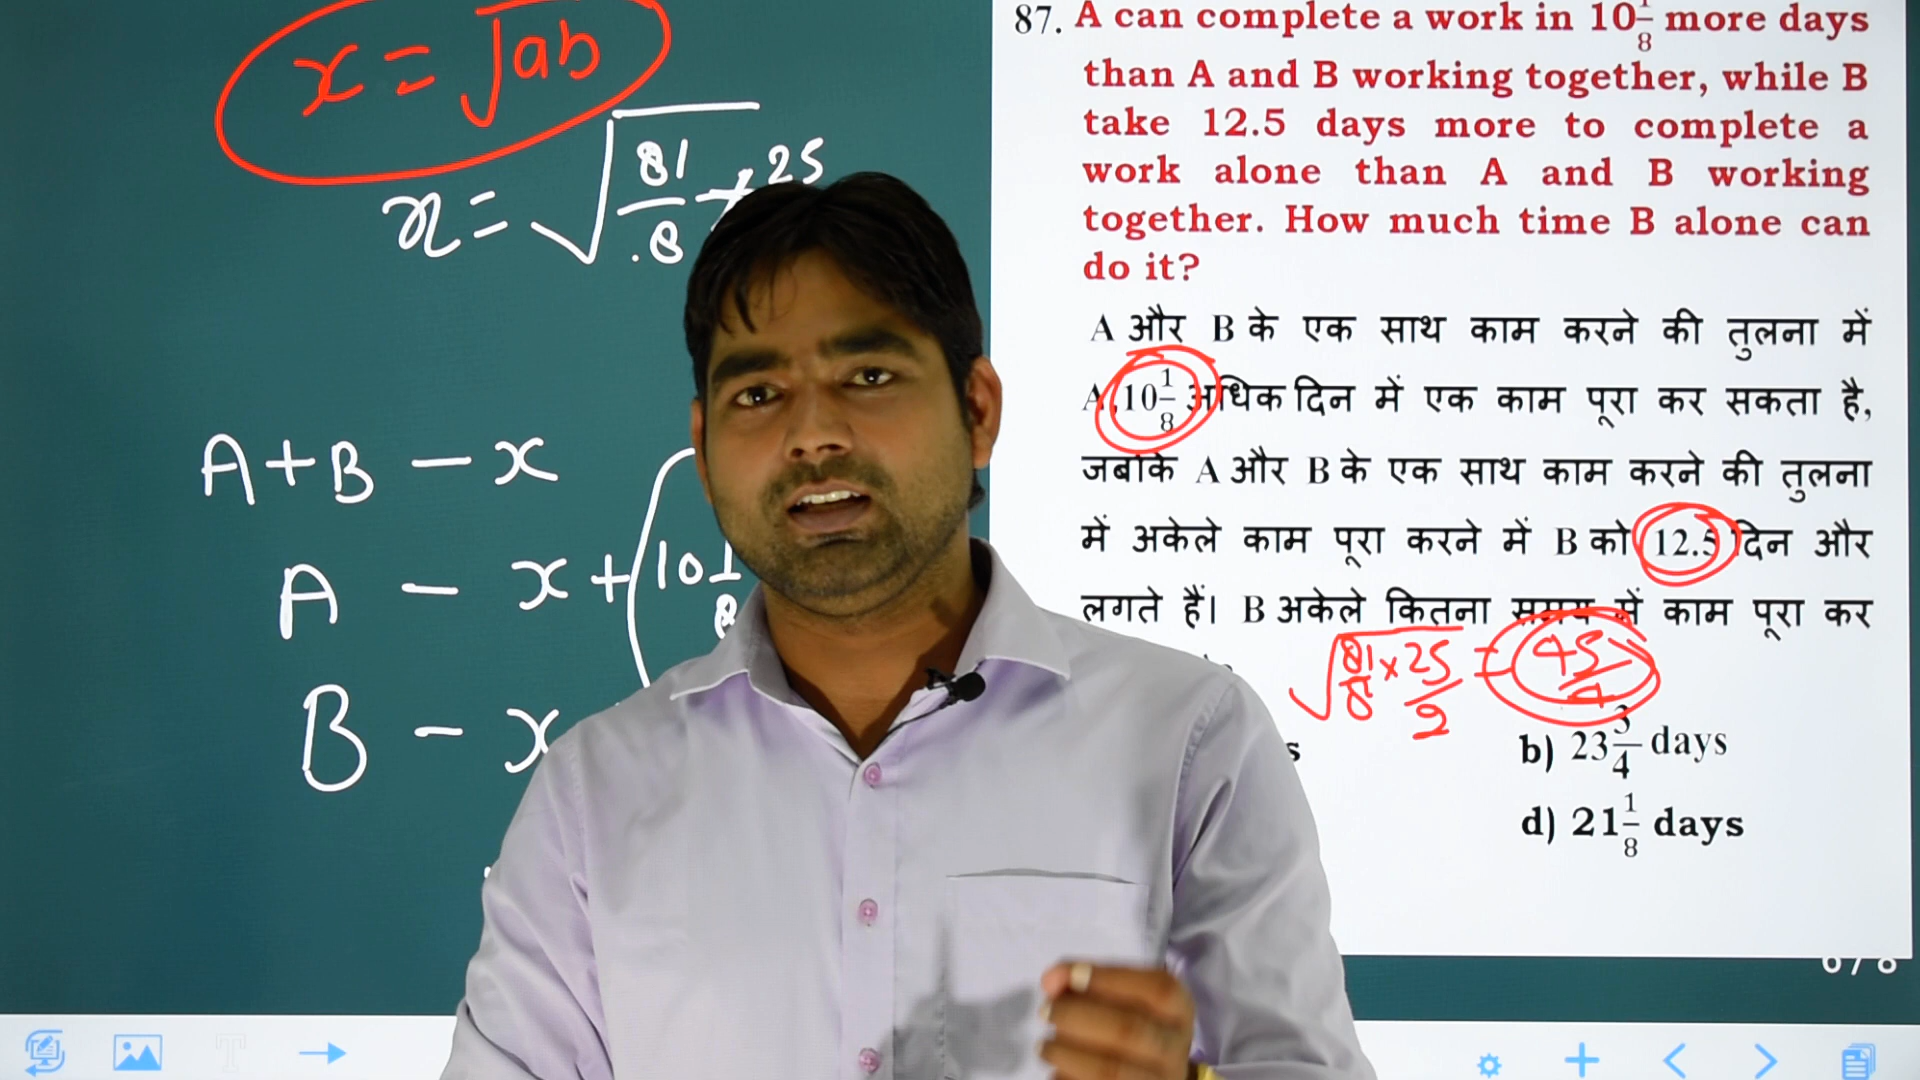 x = √ab
x = √81/8 × 25
A+B – x
A – x + 10 1/8
B – x
87. A can complete a work in 10 1/8 more days
than A and B working together, while B
take 12.5 days more to complete a
work alone than A and B working
together. How much time B alone can
do it?
A और B के एक साथ काम करने की तुलना में
A 10 1/8 अधिक दिन में एक काम पूरा कर सकता है,
जबकि A और B के एक साथ काम करने की तुलना
में अकेले काम पूरा करने में B को 12.5 दिन और
लगते हैं। B अकेले कितना समय में काम पूरा कर
√81/8 × 25/2 = 45/4
b) 23 3/4 days
d) 21 1/8 days
T